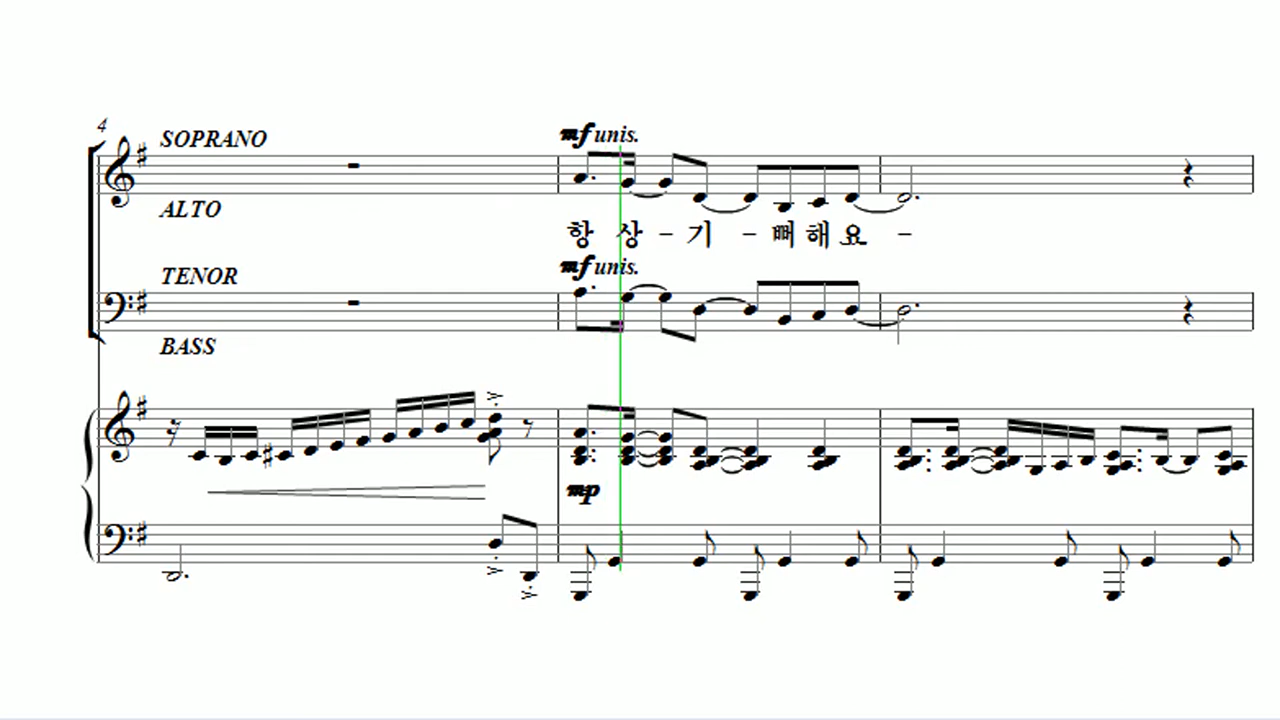 4
SOPRANO
mf unis.
ALTO
항 상 - 기 - 뻐 해 요 -
TENOR
mf unis.
BASS
mp